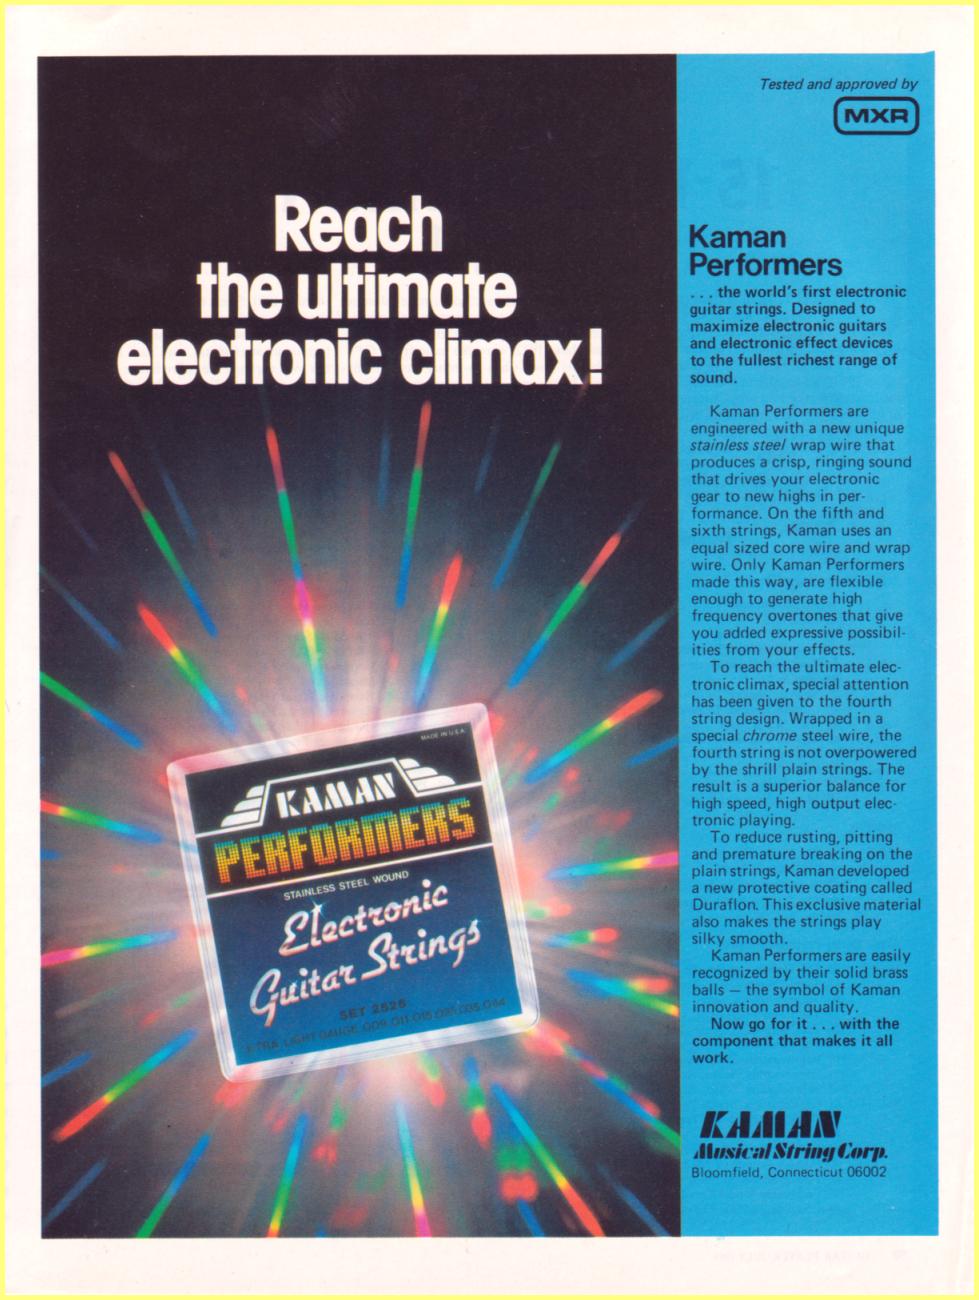 Tested and approved by
MXR
Reach
the ultimate
electronic climax!
MADE IN U.S.A.
KAMAN
PERFORMERS
STAINLESS STEEL WOUND
Electronic
Guitar Strings
SET 2525
Kaman
Performers
. . . the world's first electronic
guitar strings. Designed to
maximize electronic guitars
and electronic effect devices
to the fullest richest range of
sound.
Kaman Performers are
engineered with a new unique
stainless steel wrap wire that
produces a crisp, ringing sound
that drives your electronic
gear to new highs in per-
formance. On the fifth and
sixth strings, Kaman uses an
equal sized core wire and wrap
wire. Only Kaman Performers
made this way, are flexible
enough to generate high
frequency overtones that give
you added expressive possibil-
ities from your effects.
To reach the ultimate elec-
tronic climax, special attention
has been given to the fourth
string design. Wrapped in a
special chrome steel wire, the
fourth string is not overpowered
by the shrill plain strings. The
result is a superior balance for
high speed, high output elec-
tronic playing.
To reduce rusting, pitting
and premature breaking on the
plain strings, Kaman developed
a new protective coating called
Duraflon. This exclusive material
also makes the strings play
silky smooth.
Kaman Performers are easily
recognized by their solid brass
balls — the symbol of Kaman
innovation and quality.
Now go for it . . . with the
component that makes it all
work.
KAMAN
Musical String Corp.
Bloomfield, Connecticut 06002